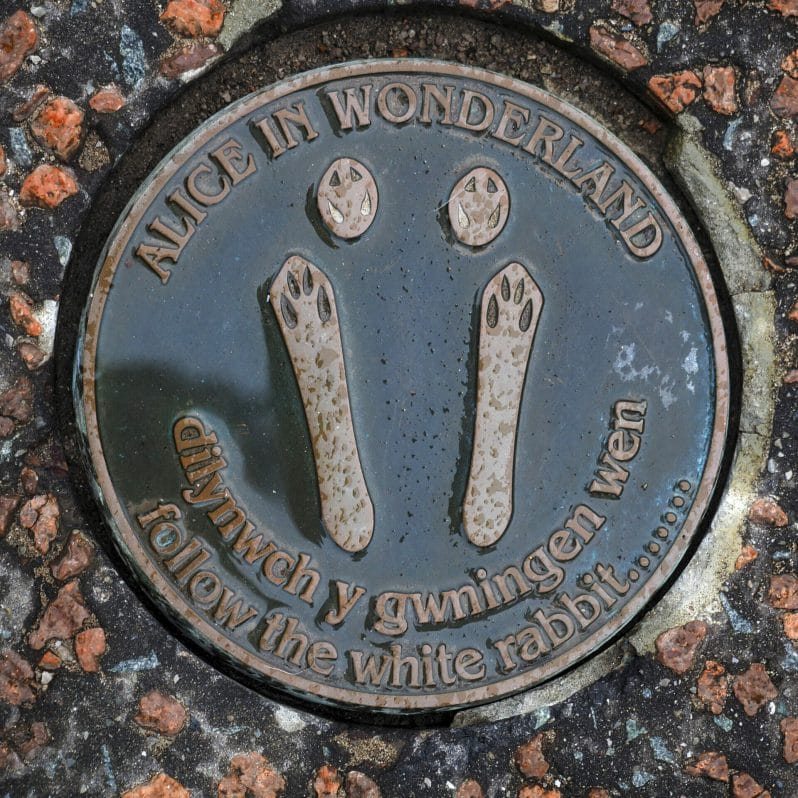 ALICE IN WONDERLAND
dilynwch y gwningen wen
follow the white rabbit........